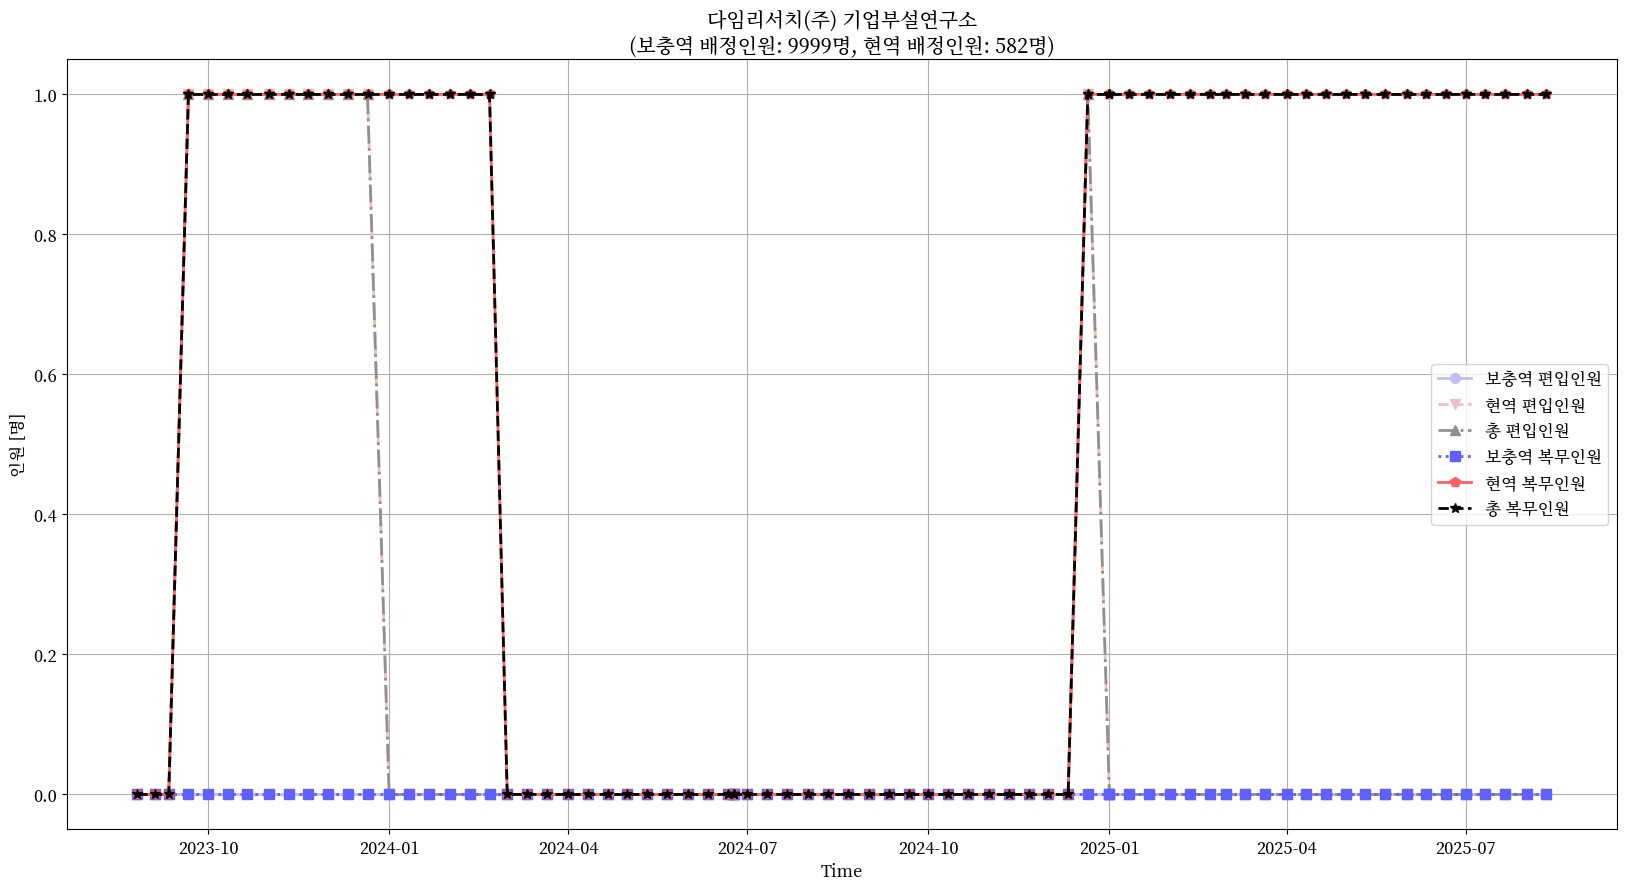 다임리서치(주) 기업부설연구소
(보충역 배정인원: 9999명, 현역 배정인원: 582명)
인원 [명]
1.0
0.8
0.6
0.4
0.2
0.0
보충역 편입인원
현역 편입인원
총 편입인원
보충역 복무인원
현역 복무인원
총 복무인원
2023-10 2024-01 2024-04 2024-07 2024-10 2025-01 2025-04 2025-07
Time